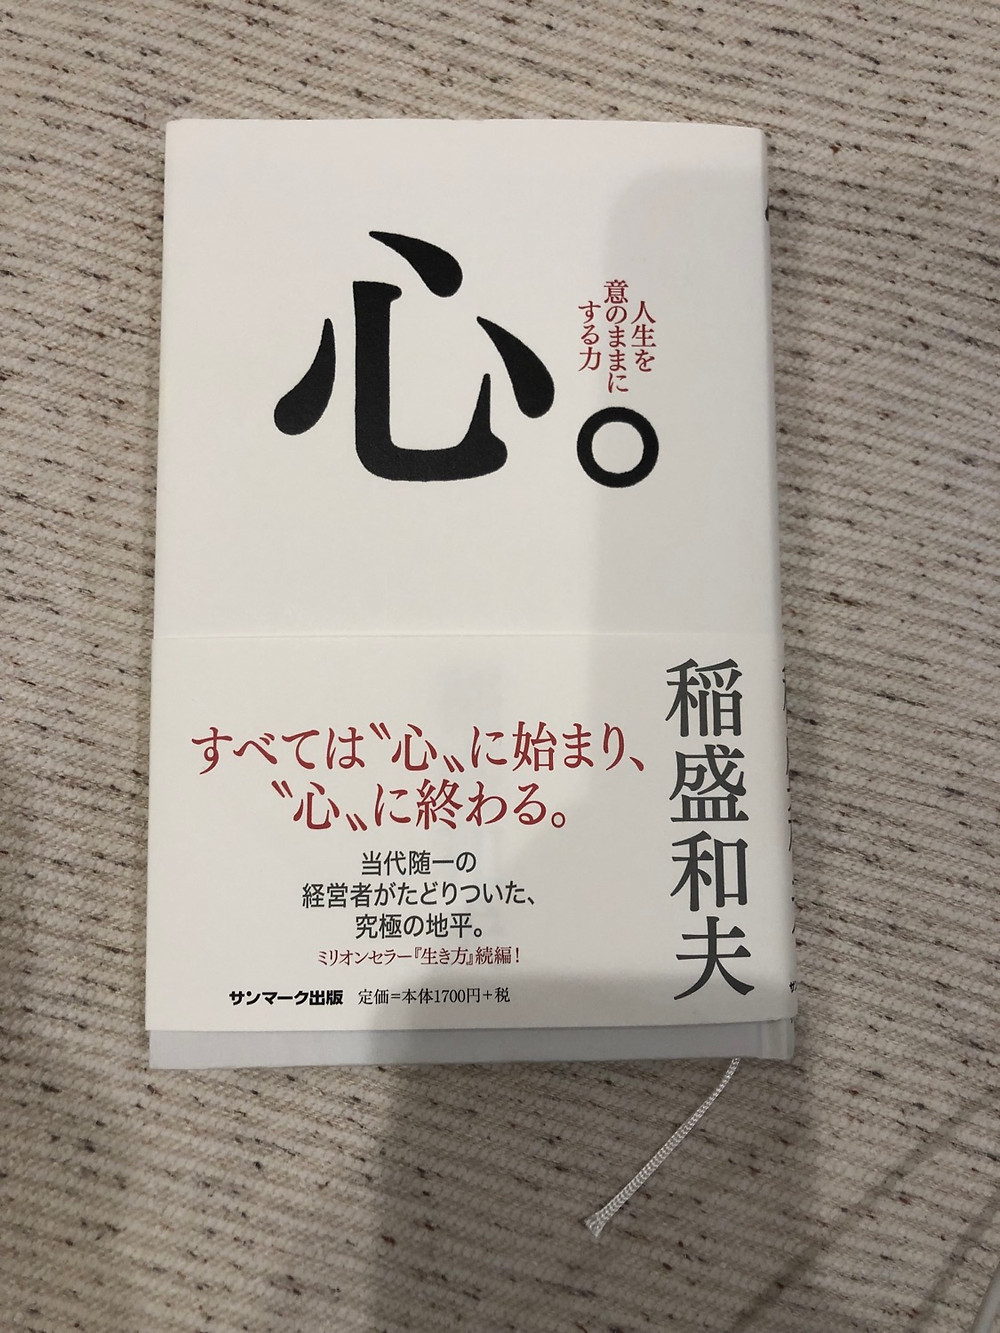 心。
人生を
意のままに
する力
稲盛和夫
すべては〝心〟に始まり、
〝心〟に終わる。
当代随一の
経営者がたどりついた、
究極の地平。
ミリオンセラー『生き方』続編！
サンマーク出版 定価=本体1700円+税